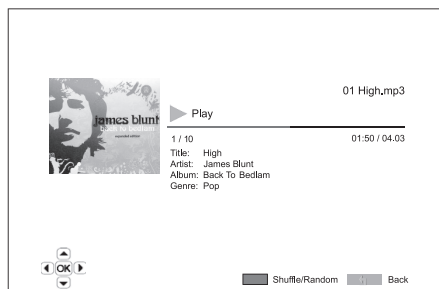 01 High.mp3
james blunt
back to bedlam
expanded edition
Play
1 / 10
01:50 / 04.03
Title: High
Artist: James Blunt
Album: Back To Bedlam
Genre: Pop
OK
Shuffle/Random
Back